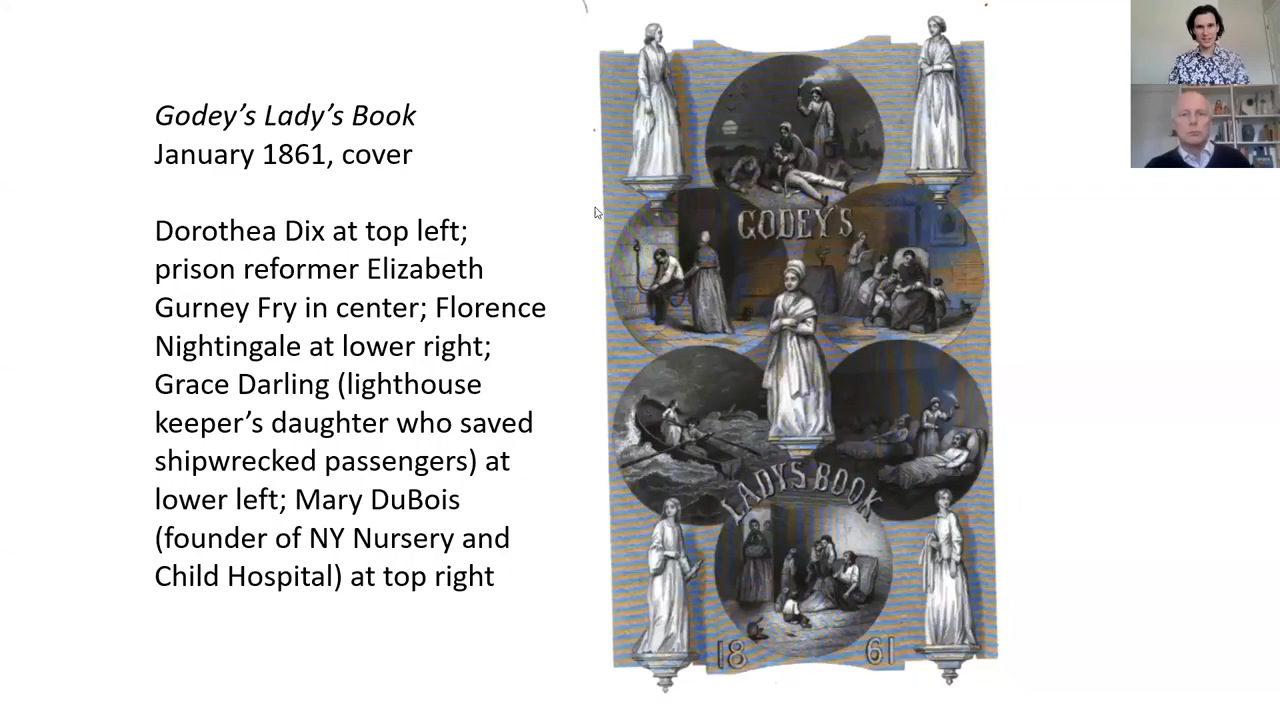 Godey’s Lady’s Book
January 1861, cover
Dorothea Dix at top left;
prison reformer Elizabeth
Gurney Fry in center; Florence
Nightingale at lower right;
Grace Darling (lighthouse
keeper’s daughter who saved
shipwrecked passengers) at
lower left; Mary DuBois
(founder of NY Nursery and
Child Hospital) at top right
GODEY'S
LADY'S BOOK
18 61